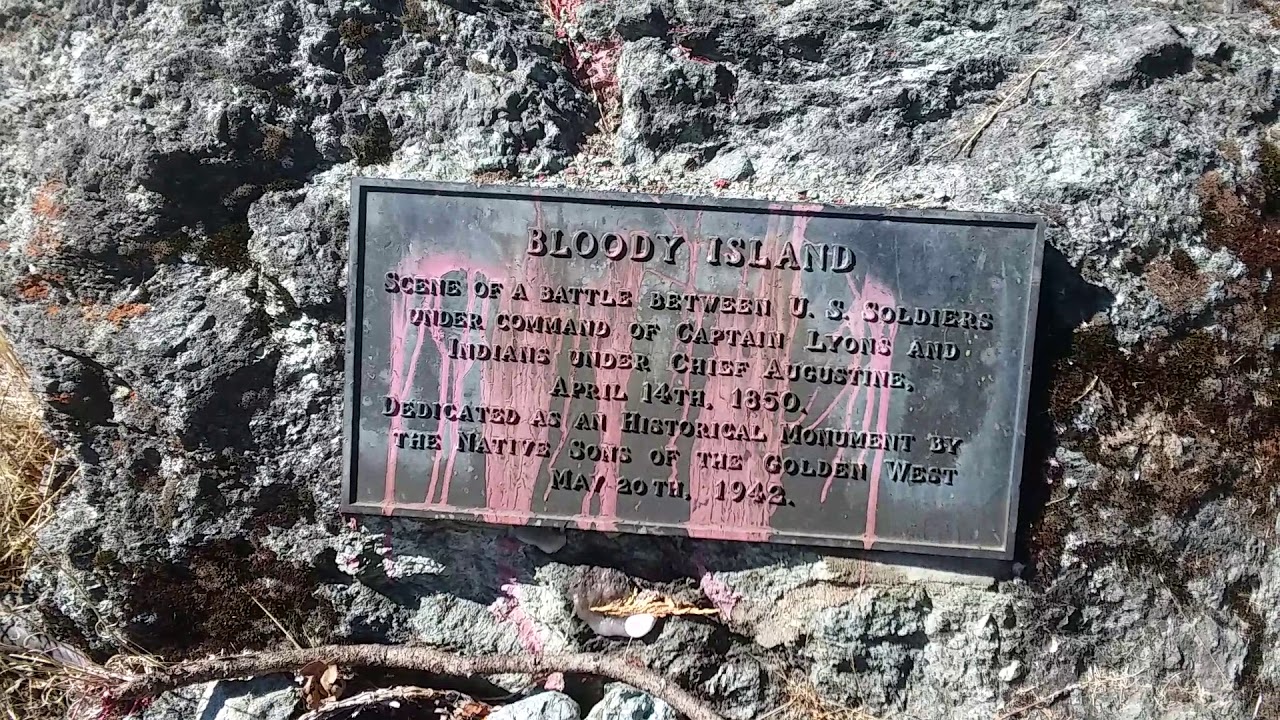 BLOODY ISLAND
SCENE OF A BATTLE BETWEEN U. S. SOLDIERS
UNDER COMMAND OF CAPTAIN LYONS AND
INDIANS UNDER CHIEF AUGUSTINE.
APRIL 14TH, 1850.
DEDICATED AS AN HISTORICAL MONUMENT BY
THE NATIVE SONS OF THE GOLDEN WEST
MAY 20TH, 1942.